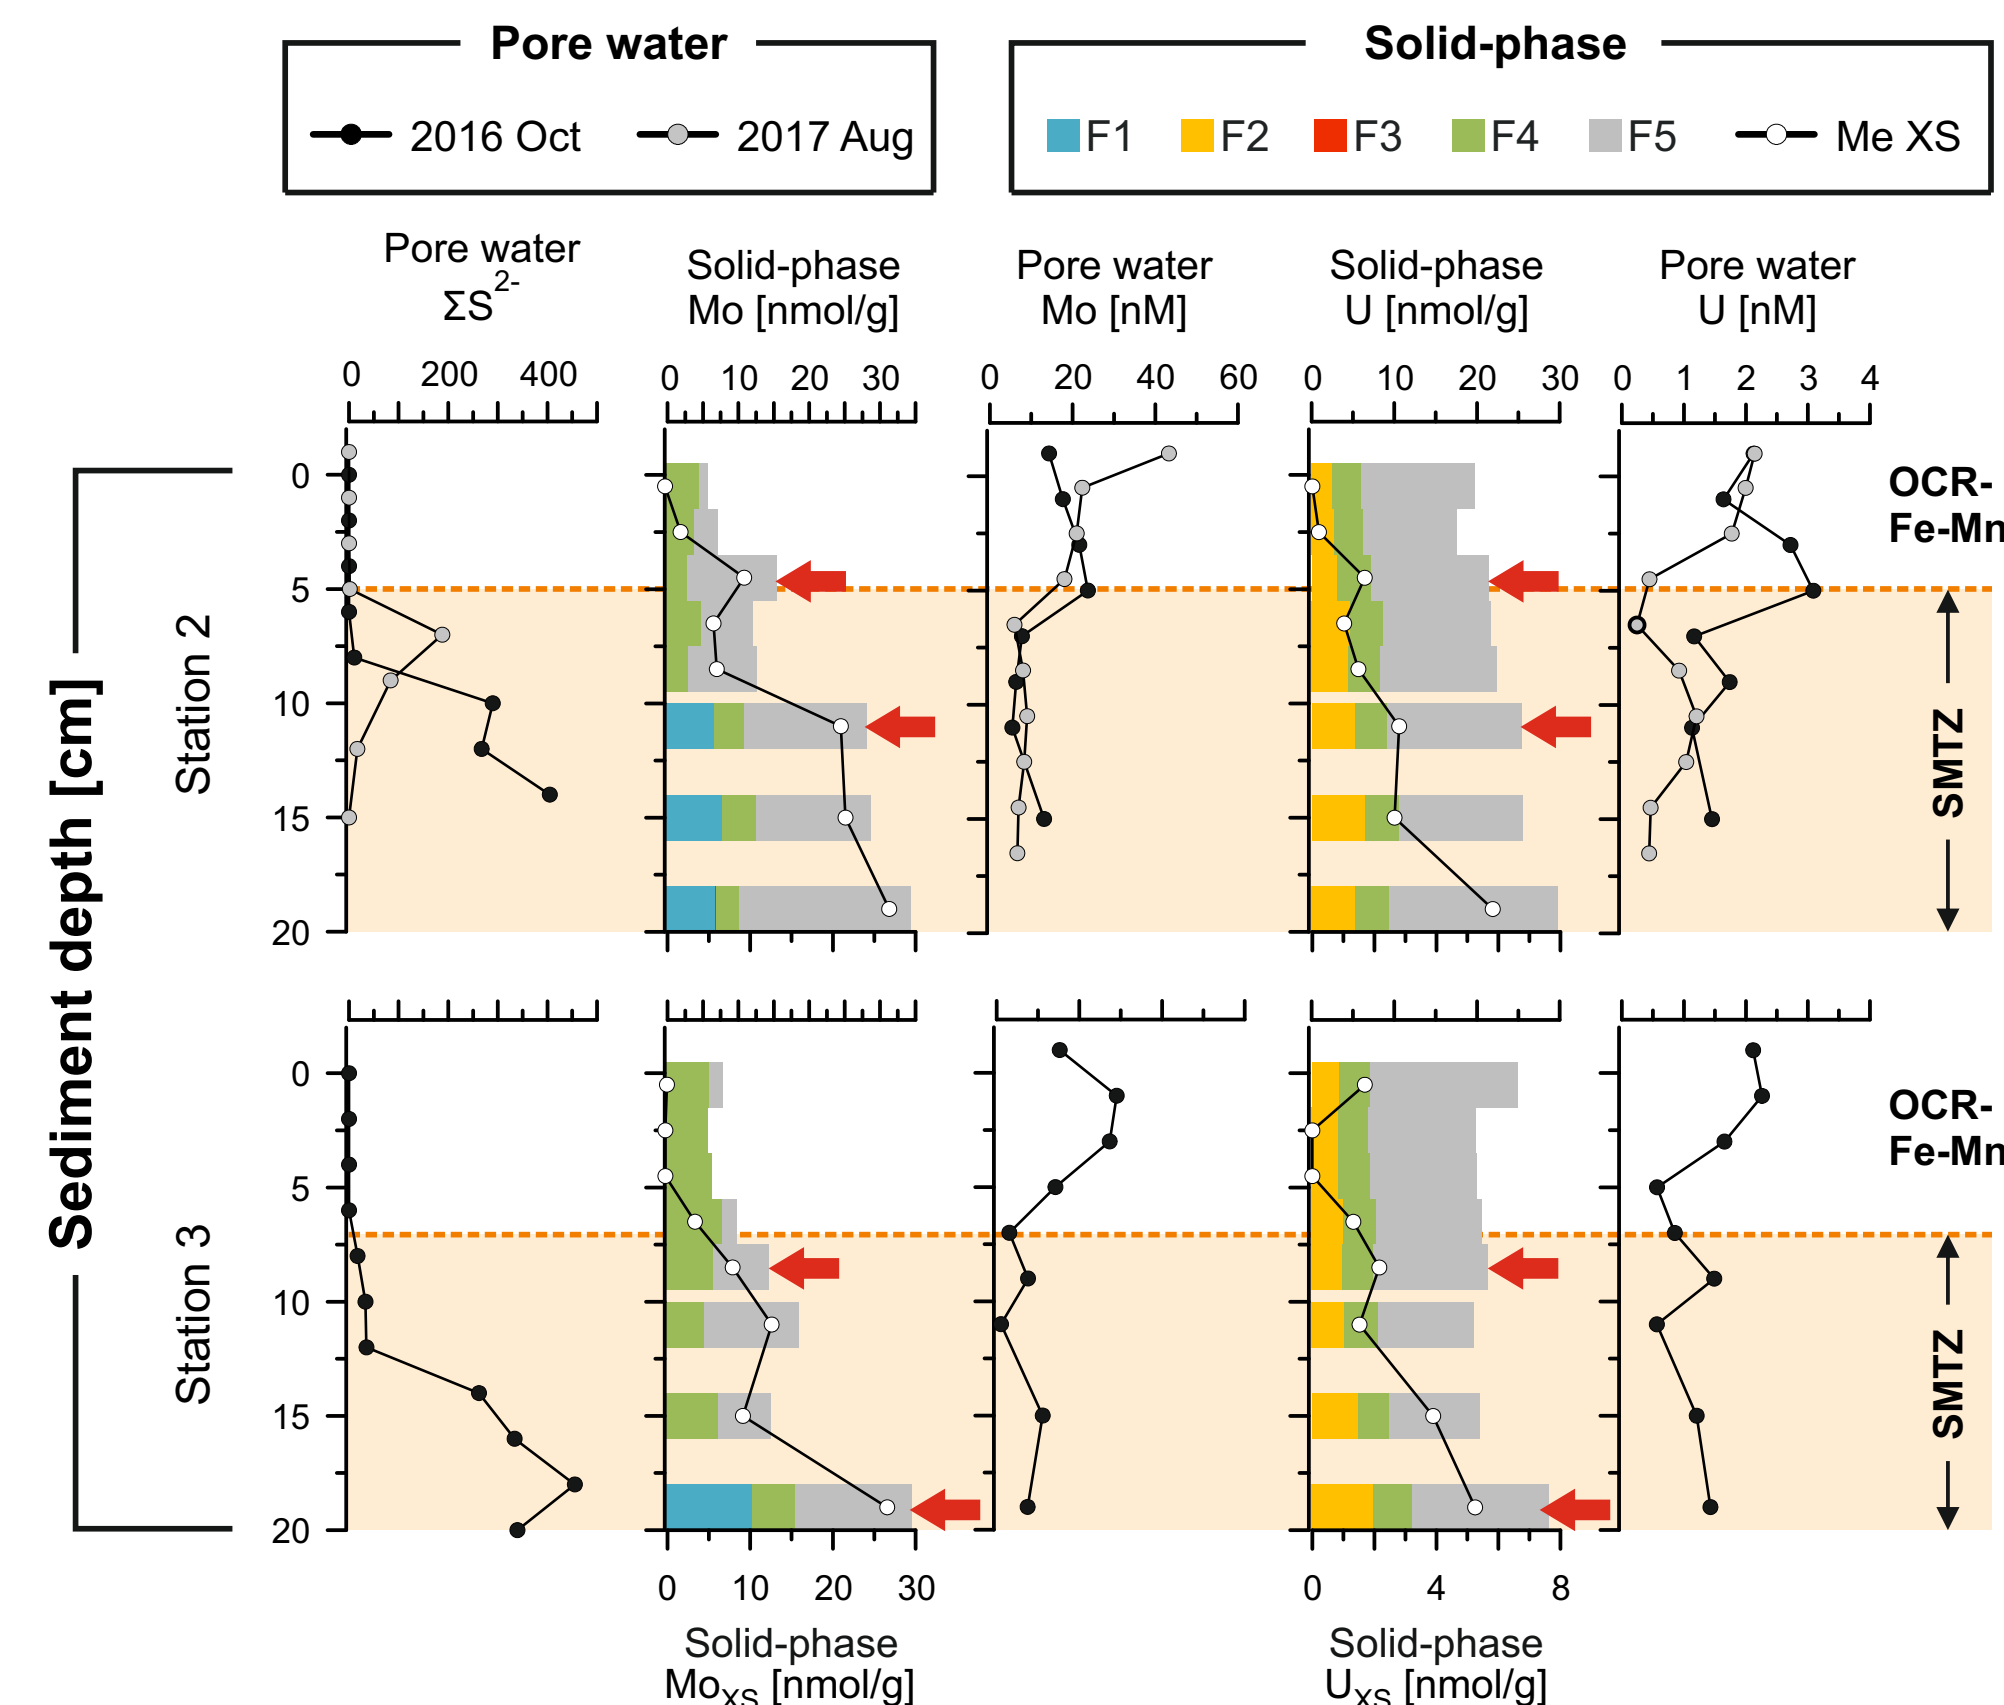 Pore water
2016 Oct 2017 Aug
Solid-phase
F1 F2 F3 F4 F5 Me XS
Pore water
ΣS2-
Solid-phase
Mo [nmol/g]
Pore water
Mo [nM]
Solid-phase
U [nmol/g]
Pore water
U [nM]
0 200 400
0 10 20 30
0 20 40 60
0 10 20 30
0 1 2 3 4
Sediment depth [cm]
Station 2
0
5
10
15
20
OCR-
Fe-Mn
SMTZ
Station 3
0
5
10
15
20
OCR-
Fe-Mn
SMTZ
0 10 20 30
0 4 8
Solid-phase
MoXS [nmol/g]
Solid-phase
UXS [nmol/g]